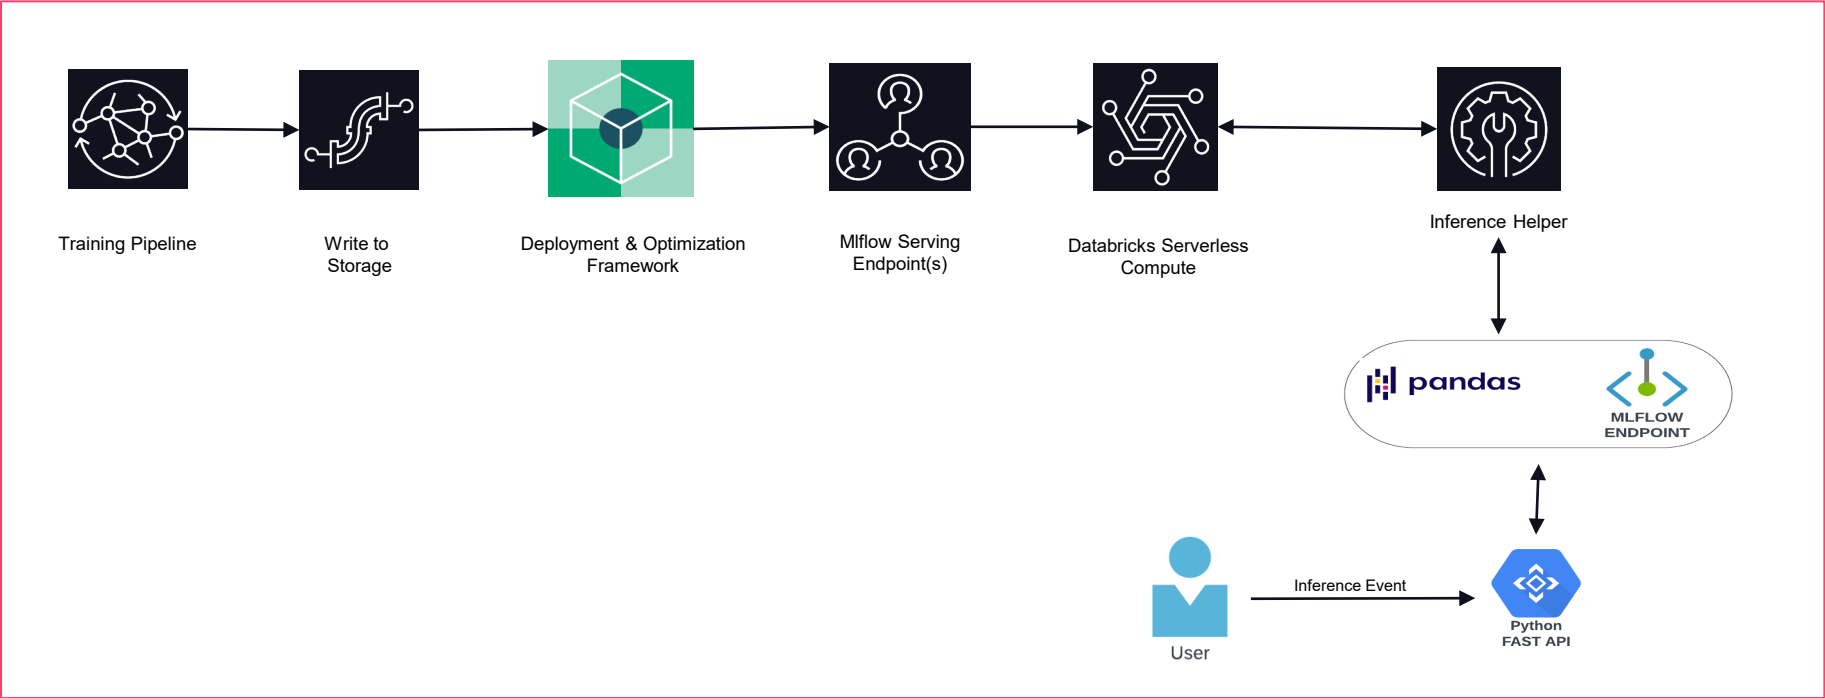 Training Pipeline
Write to
Storage
Deployment & Optimization
Framework
Mlflow Serving
Endpoint(s)
Databricks Serverless
Compute
Inference Helper
pandas
MLFLOW
ENDPOINT
Inference Event
User
Python
FAST API